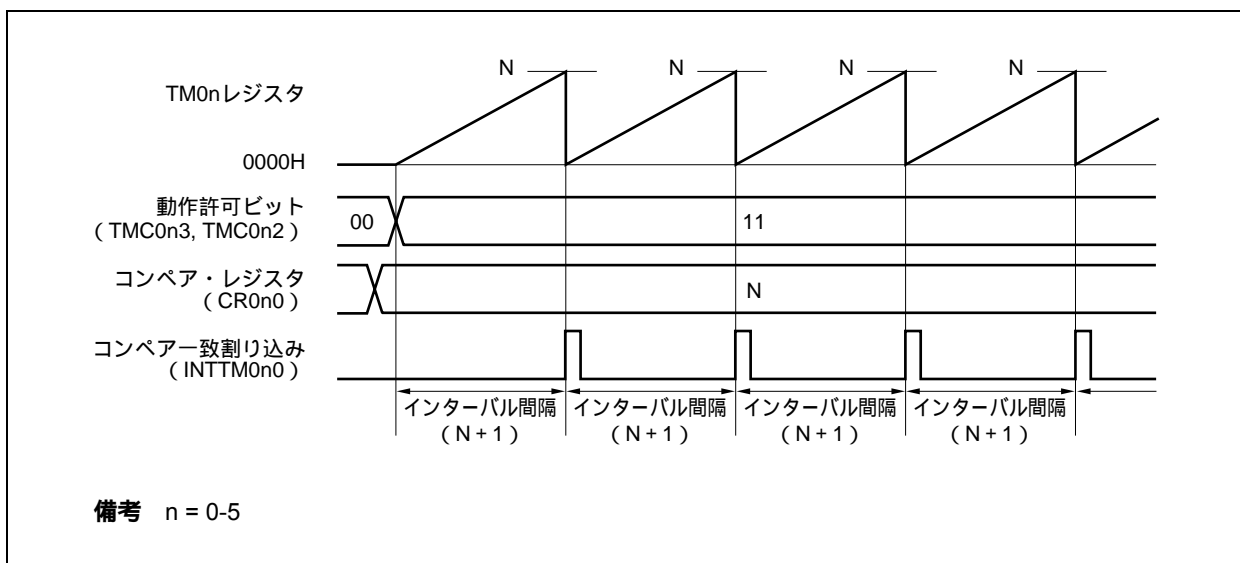 N N N N
TM0nレジスタ
0000H
動作許可ビット
（TMC0n3, TMC0n2）
00 11
コンペア・レジスタ
（CR0n0）
N
コンペア一致割り込み
（INTTM0n0）
インターバル間隔 インターバル間隔 インターバル間隔 インターバル間隔
（N + 1） （N + 1） （N + 1） （N + 1）
備考 n = 0-5